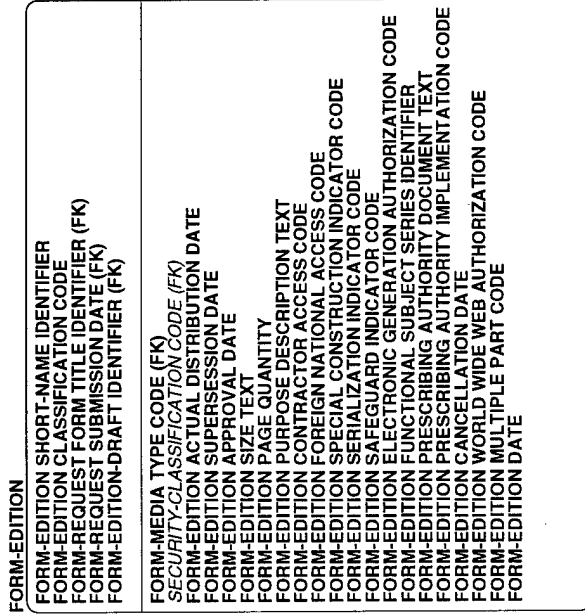 FORM-EDITION
FORM-EDITION SHORT-NAME IDENTIFIER
FORM-EDITION CLASSIFICATION CODE
FORM-REQUEST FORM TITLE IDENTIFIER (FK)
FORM-REQUEST SUBMISSION DATE (FK)
FORM-EDITION-DRAFT IDENTIFIER (FK)
FORM-MEDIA TYPE CODE (FK)
SECURITY-CLASSIFICATION CODE (FK)
FORM-EDITION ACTUAL DISTRIBUTION DATE
FORM-EDITION SUPERSESSION DATE
FORM-EDITION APPROVAL DATE
FORM-EDITION SIZE TEXT
FORM-EDITION PAGE QUANTITY
FORM-EDITION PURPOSE DESCRIPTION TEXT
FORM-EDITION CONTRACTOR ACCESS CODE
FORM-EDITION FOREIGN NATIONAL ACCESS CODE
FORM-EDITION SPECIAL CONSTRUCTION INDICATOR CODE
FORM-EDITION SERIALIZATION INDICATOR CODE
FORM-EDITION SAFEGUARD INDICATOR CODE
FORM-EDITION ELECTRONIC GENERATION AUTHORIZATION CODE
FORM-EDITION FUNCTIONAL SUBJECT SERIES IDENTIFIER
FORM-EDITION PRESCRIBING AUTHORITY DOCUMENT TEXT
FORM-EDITION PRESCRIBING AUTHORITY IMPLEMENTATION CODE
FORM-EDITION CANCELLATION DATE
FORM-EDITION WORLD WIDE WEB AUTHORIZATION CODE
FORM-EDITION MULTIPLE PART CODE
FORM-EDITION DATE